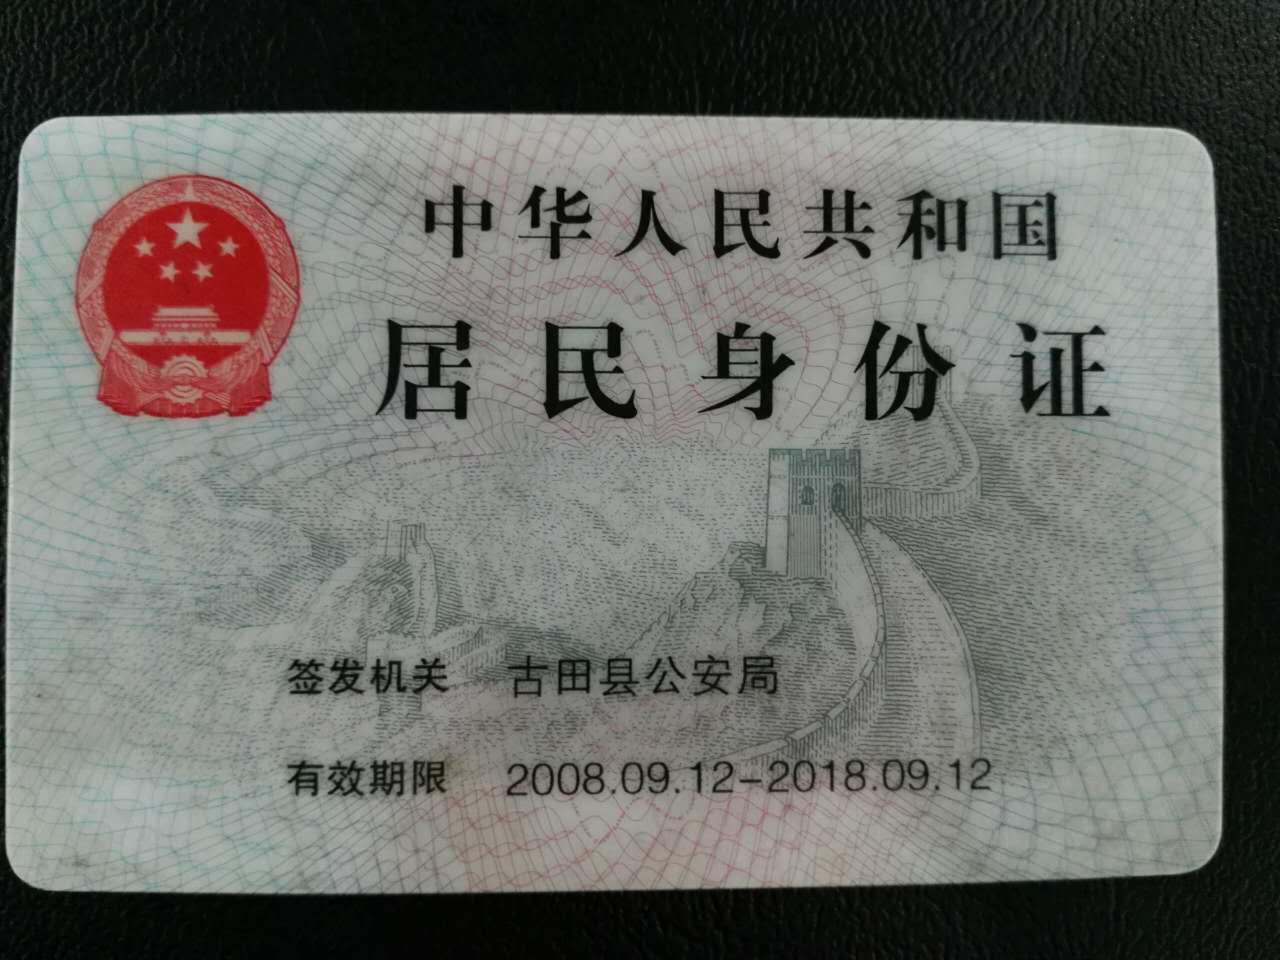 中华人民共和国
居民身份证
签发机关 古田县公安局
有效期限 2008.09.12-2018.09.12